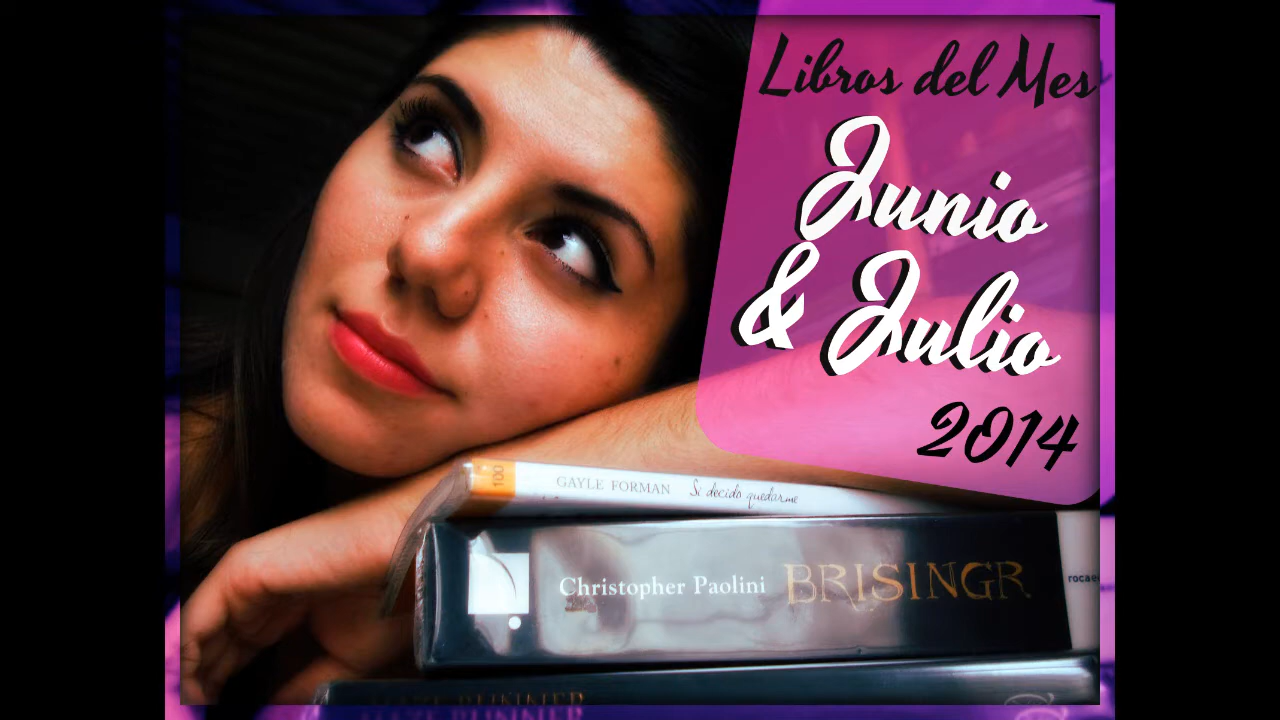 Libros del Mes
Junio
& Julio
2014
100
GAYLE FORMAN Si decido quedarme
Christopher Paolini BRISINGR